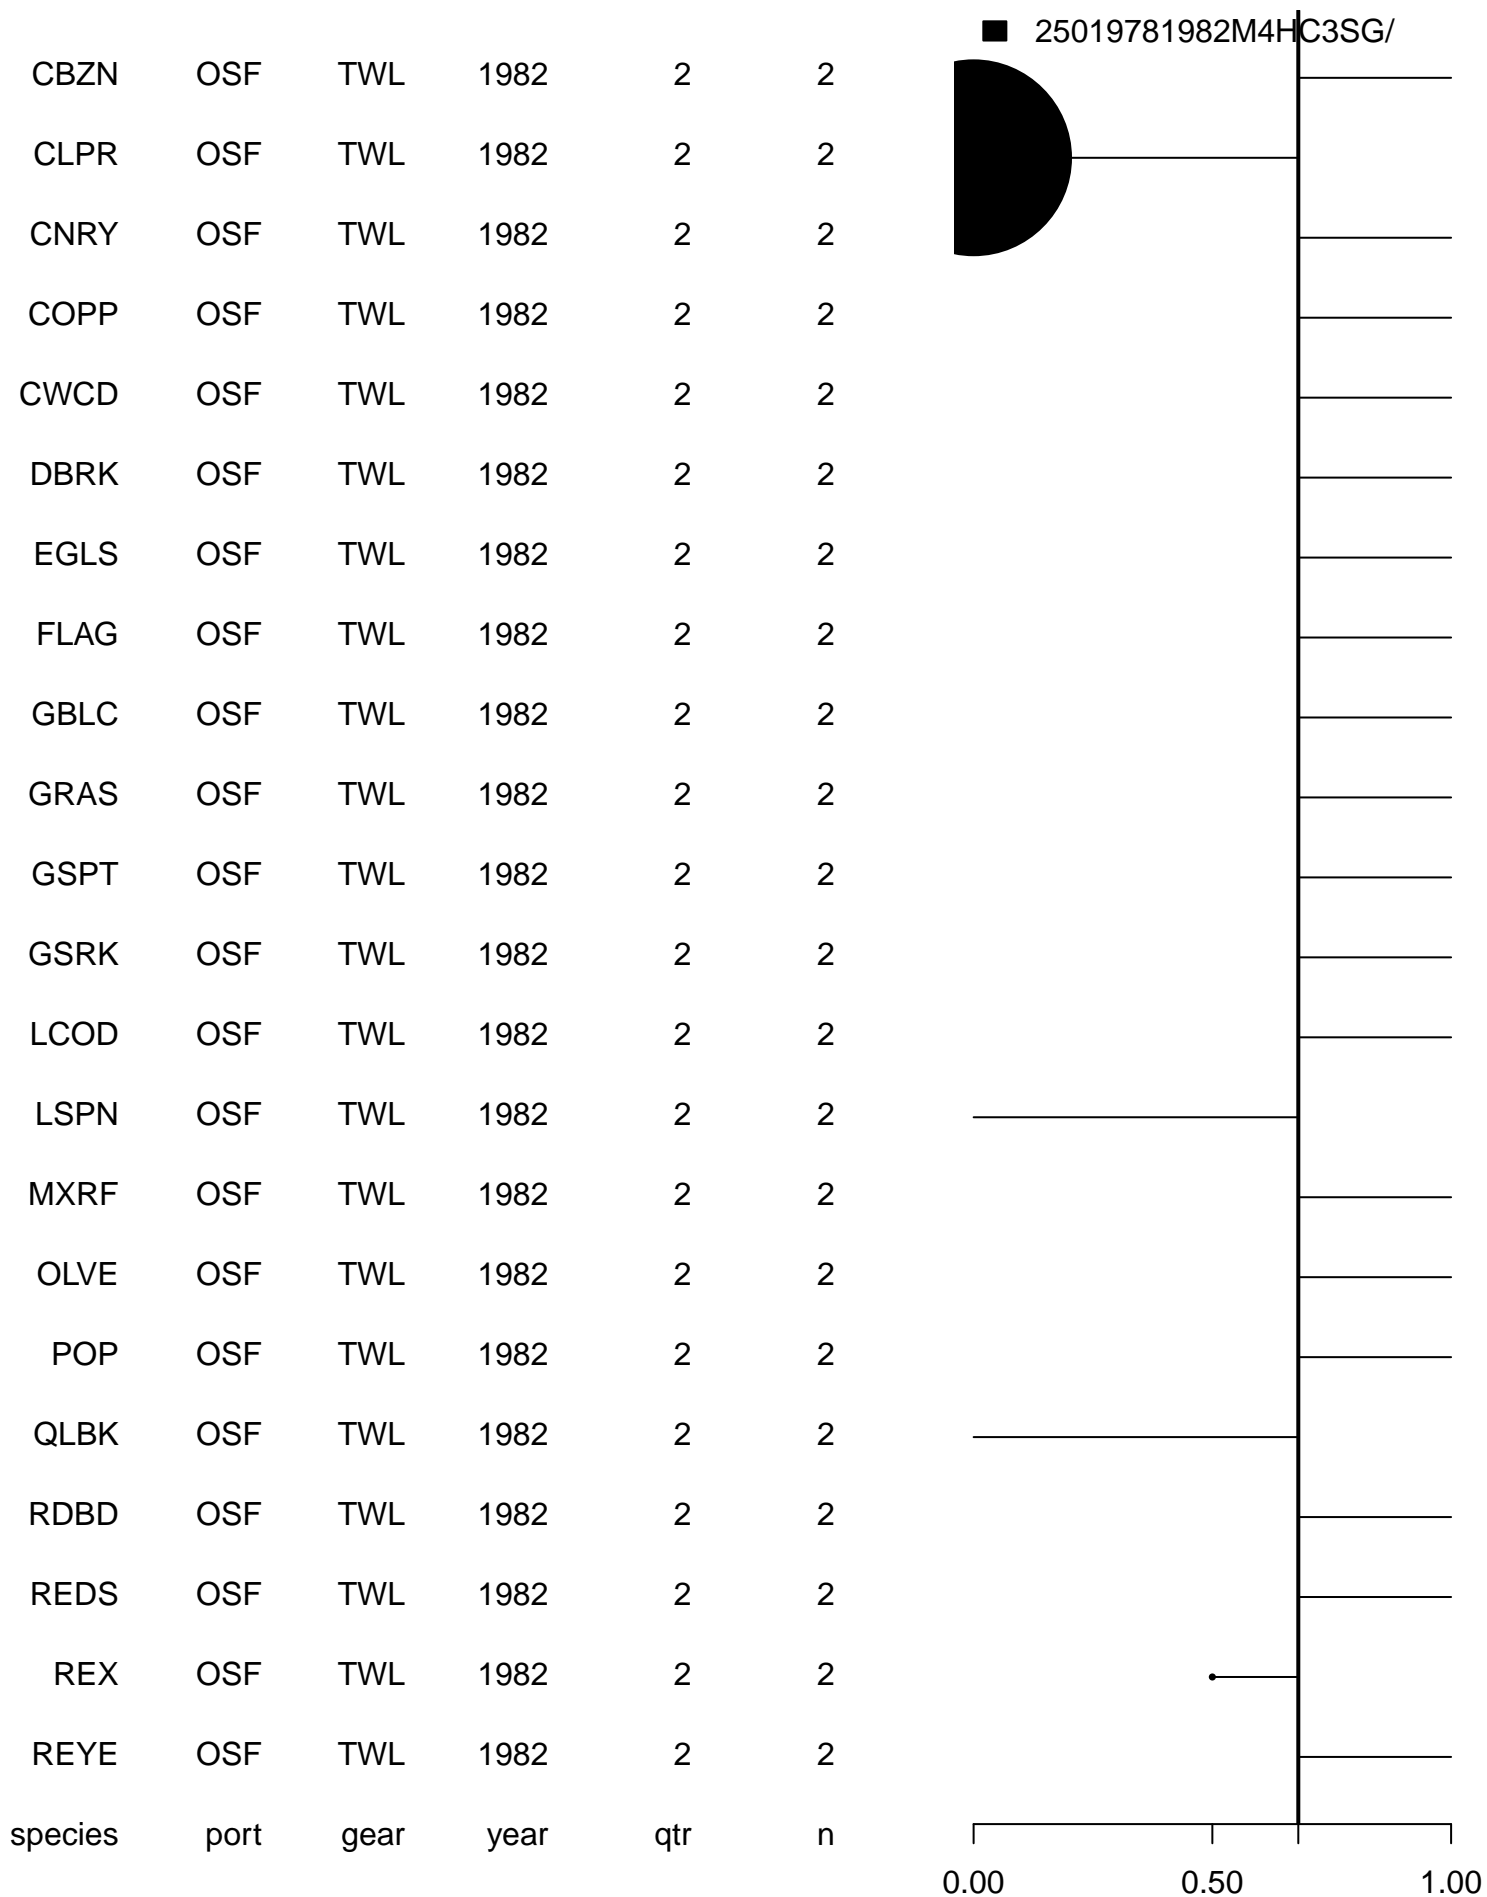 25019781982M4HC3SG/
CBZN OSF TWL 1982 2 2
CLPR OSF TWL 1982 2 2
CNRY OSF TWL 1982 2 2
COPP OSF TWL 1982 2 2
CWCD OSF TWL 1982 2 2
DBRK OSF TWL 1982 2 2
EGLS OSF TWL 1982 2 2
FLAG OSF TWL 1982 2 2
GBLC OSF TWL 1982 2 2
GRAS OSF TWL 1982 2 2
GSPT OSF TWL 1982 2 2
GSRK OSF TWL 1982 2 2
LCOD OSF TWL 1982 2 2
LSPN OSF TWL 1982 2 2
MXRF OSF TWL 1982 2 2
OLVE OSF TWL 1982 2 2
POP OSF TWL 1982 2 2
QLBK OSF TWL 1982 2 2
RDBD OSF TWL 1982 2 2
REDS OSF TWL 1982 2 2
REX OSF TWL 1982 2 2
REYE OSF TWL 1982 2 2
species port gear year qtr n
0.00 0.50 1.00